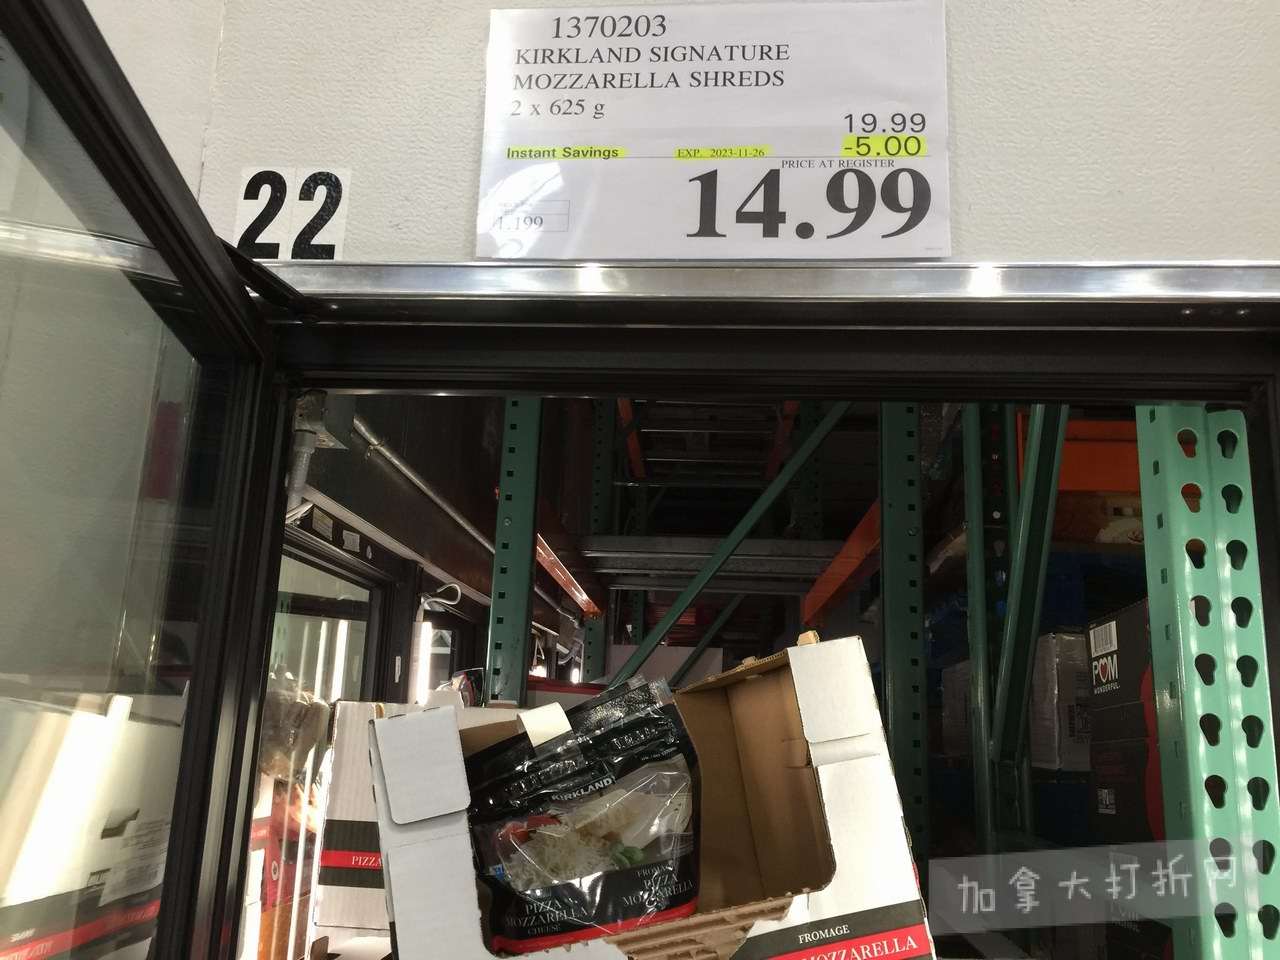 1370203
KIRKLAND SIGNATURE
MOZZARELLA SHREDS
2 x 625 g
19.99
Instant Savings EXP. 2023-11-26 -5.00
PRICE AT REGISTER
14.99
1.199
22
POM
WONDERFUL
KIRKLAND
PIZZA
MOZZARELLA
CHEESE
FROMAGE
PIZZA
MOZZARELLA
PIZZA
FROMAGE
MOZZARELLA
加拿大打折网